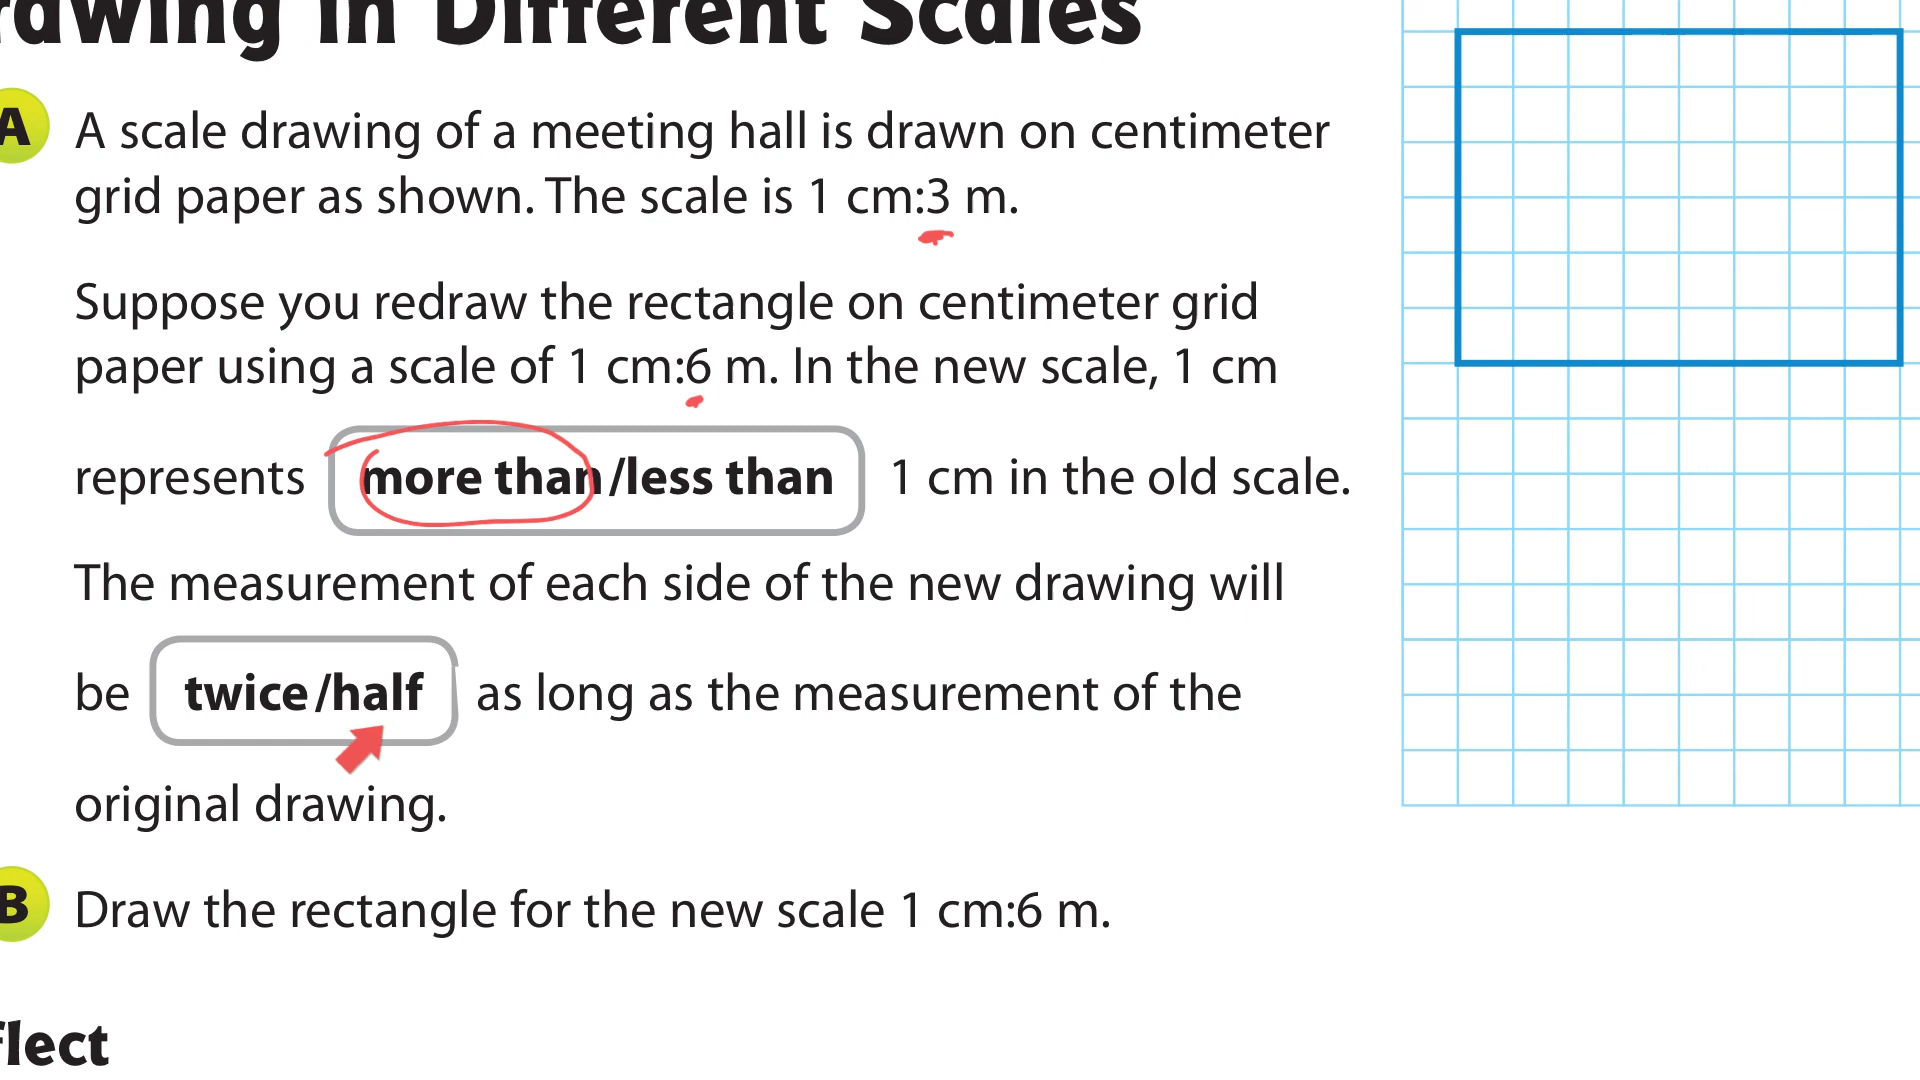 rawing in Different Scales
A A scale drawing of a meeting hall is drawn on centimeter
grid paper as shown. The scale is 1 cm:3 m.
Suppose you redraw the rectangle on centimeter grid
paper using a scale of 1 cm:6 m. In the new scale, 1 cm
represents more than/less than 1 cm in the old scale.
The measurement of each side of the new drawing will
be twice/half as long as the measurement of the
original drawing.
B Draw the rectangle for the new scale 1 cm:6 m.
flect